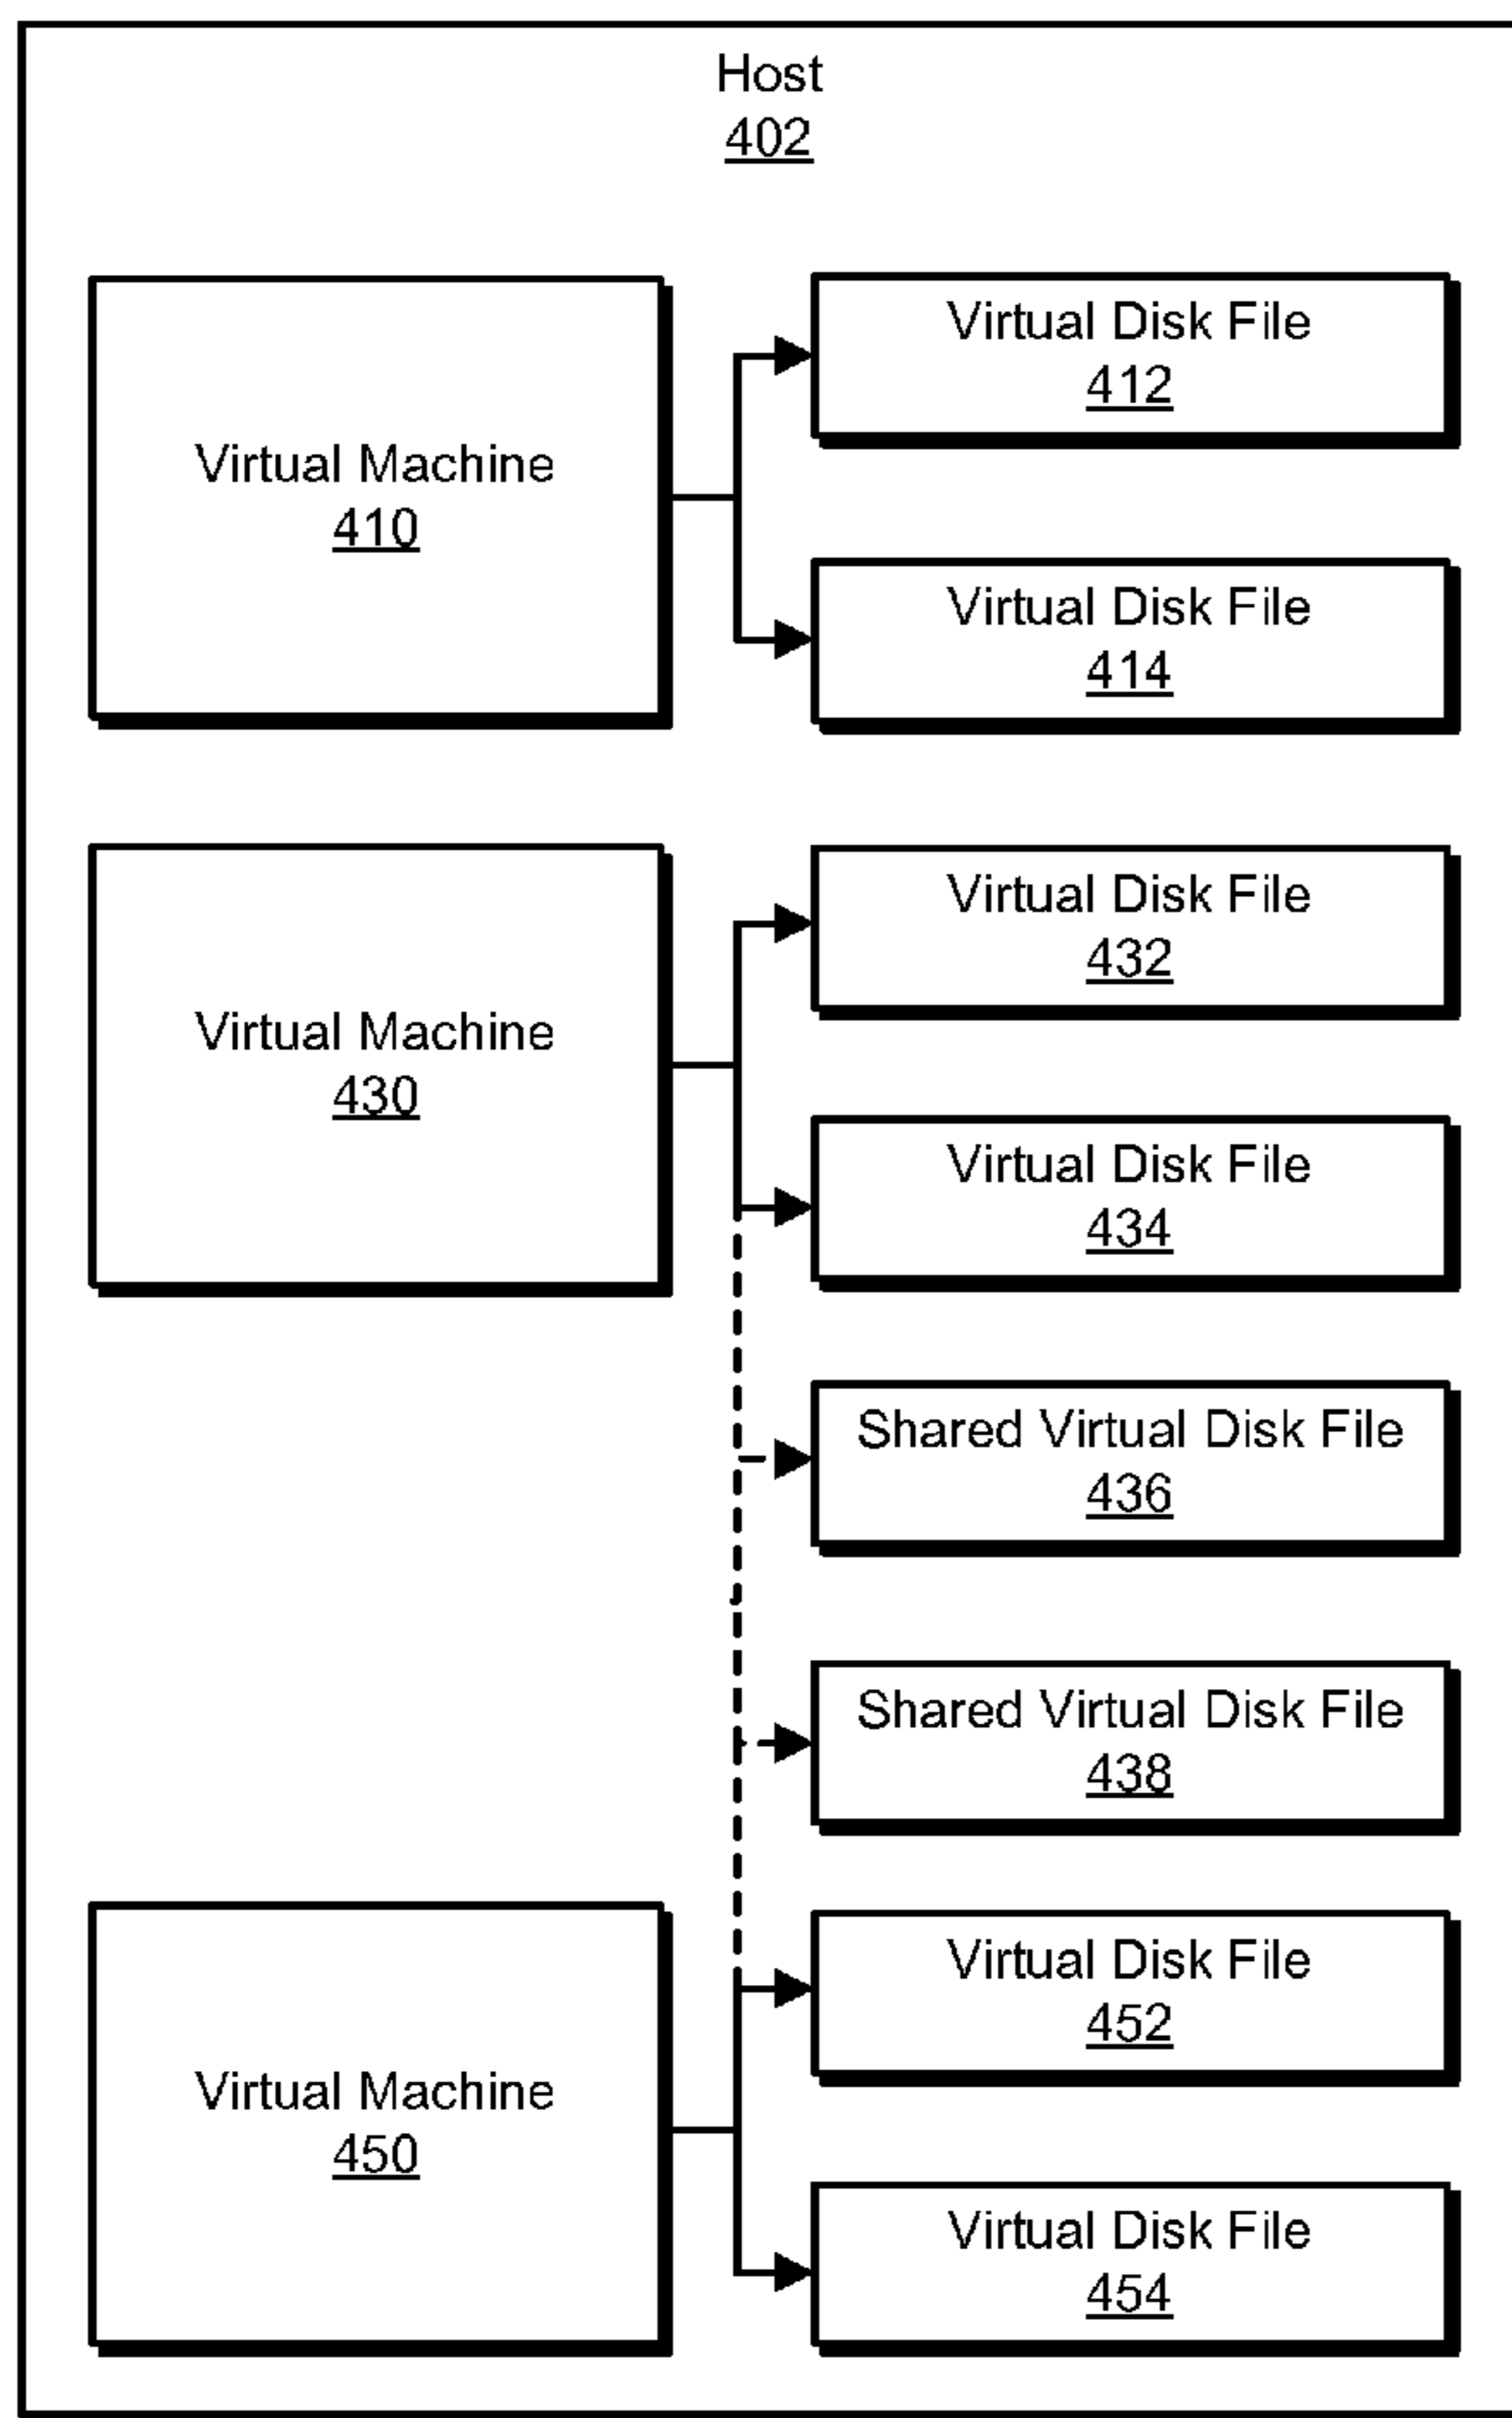 Host
402
Virtual Machine
410
Virtual Disk File
412
Virtual Disk File
414
Virtual Machine
430
Virtual Disk File
432
Virtual Disk File
434
Shared Virtual Disk File
436
Shared Virtual Disk File
438
Virtual Machine
450
Virtual Disk File
452
Virtual Disk File
454